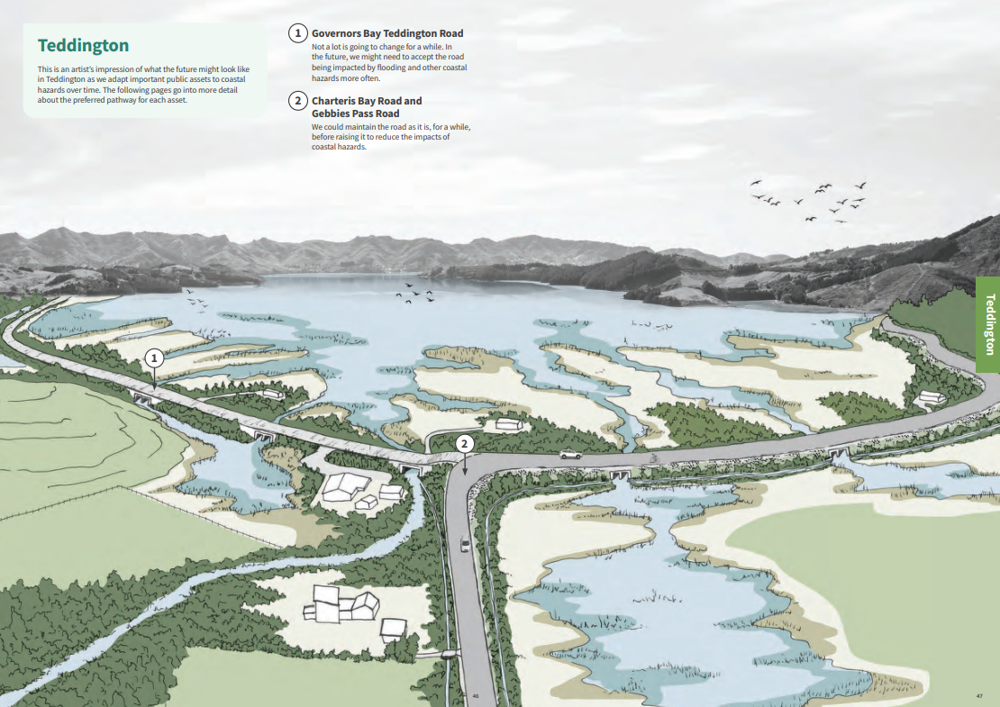 Teddington
This is an artist's impression of what the future might look like
in Teddington as we adapt important public assets to coastal
hazards over time. The following pages go into more detail
about the preferred pathway for each asset.
1 Governors Bay Teddington Road
Not a lot is going to change for a while. In
the future, we might need to accept the road
being impacted by flooding and other coastal
hazards more often.
2 Charteris Bay Road and
Gebbies Pass Road
We could maintain the road as it is, for a while,
before raising it to reduce the impacts of
coastal hazards.
Teddington
1
2
46
47